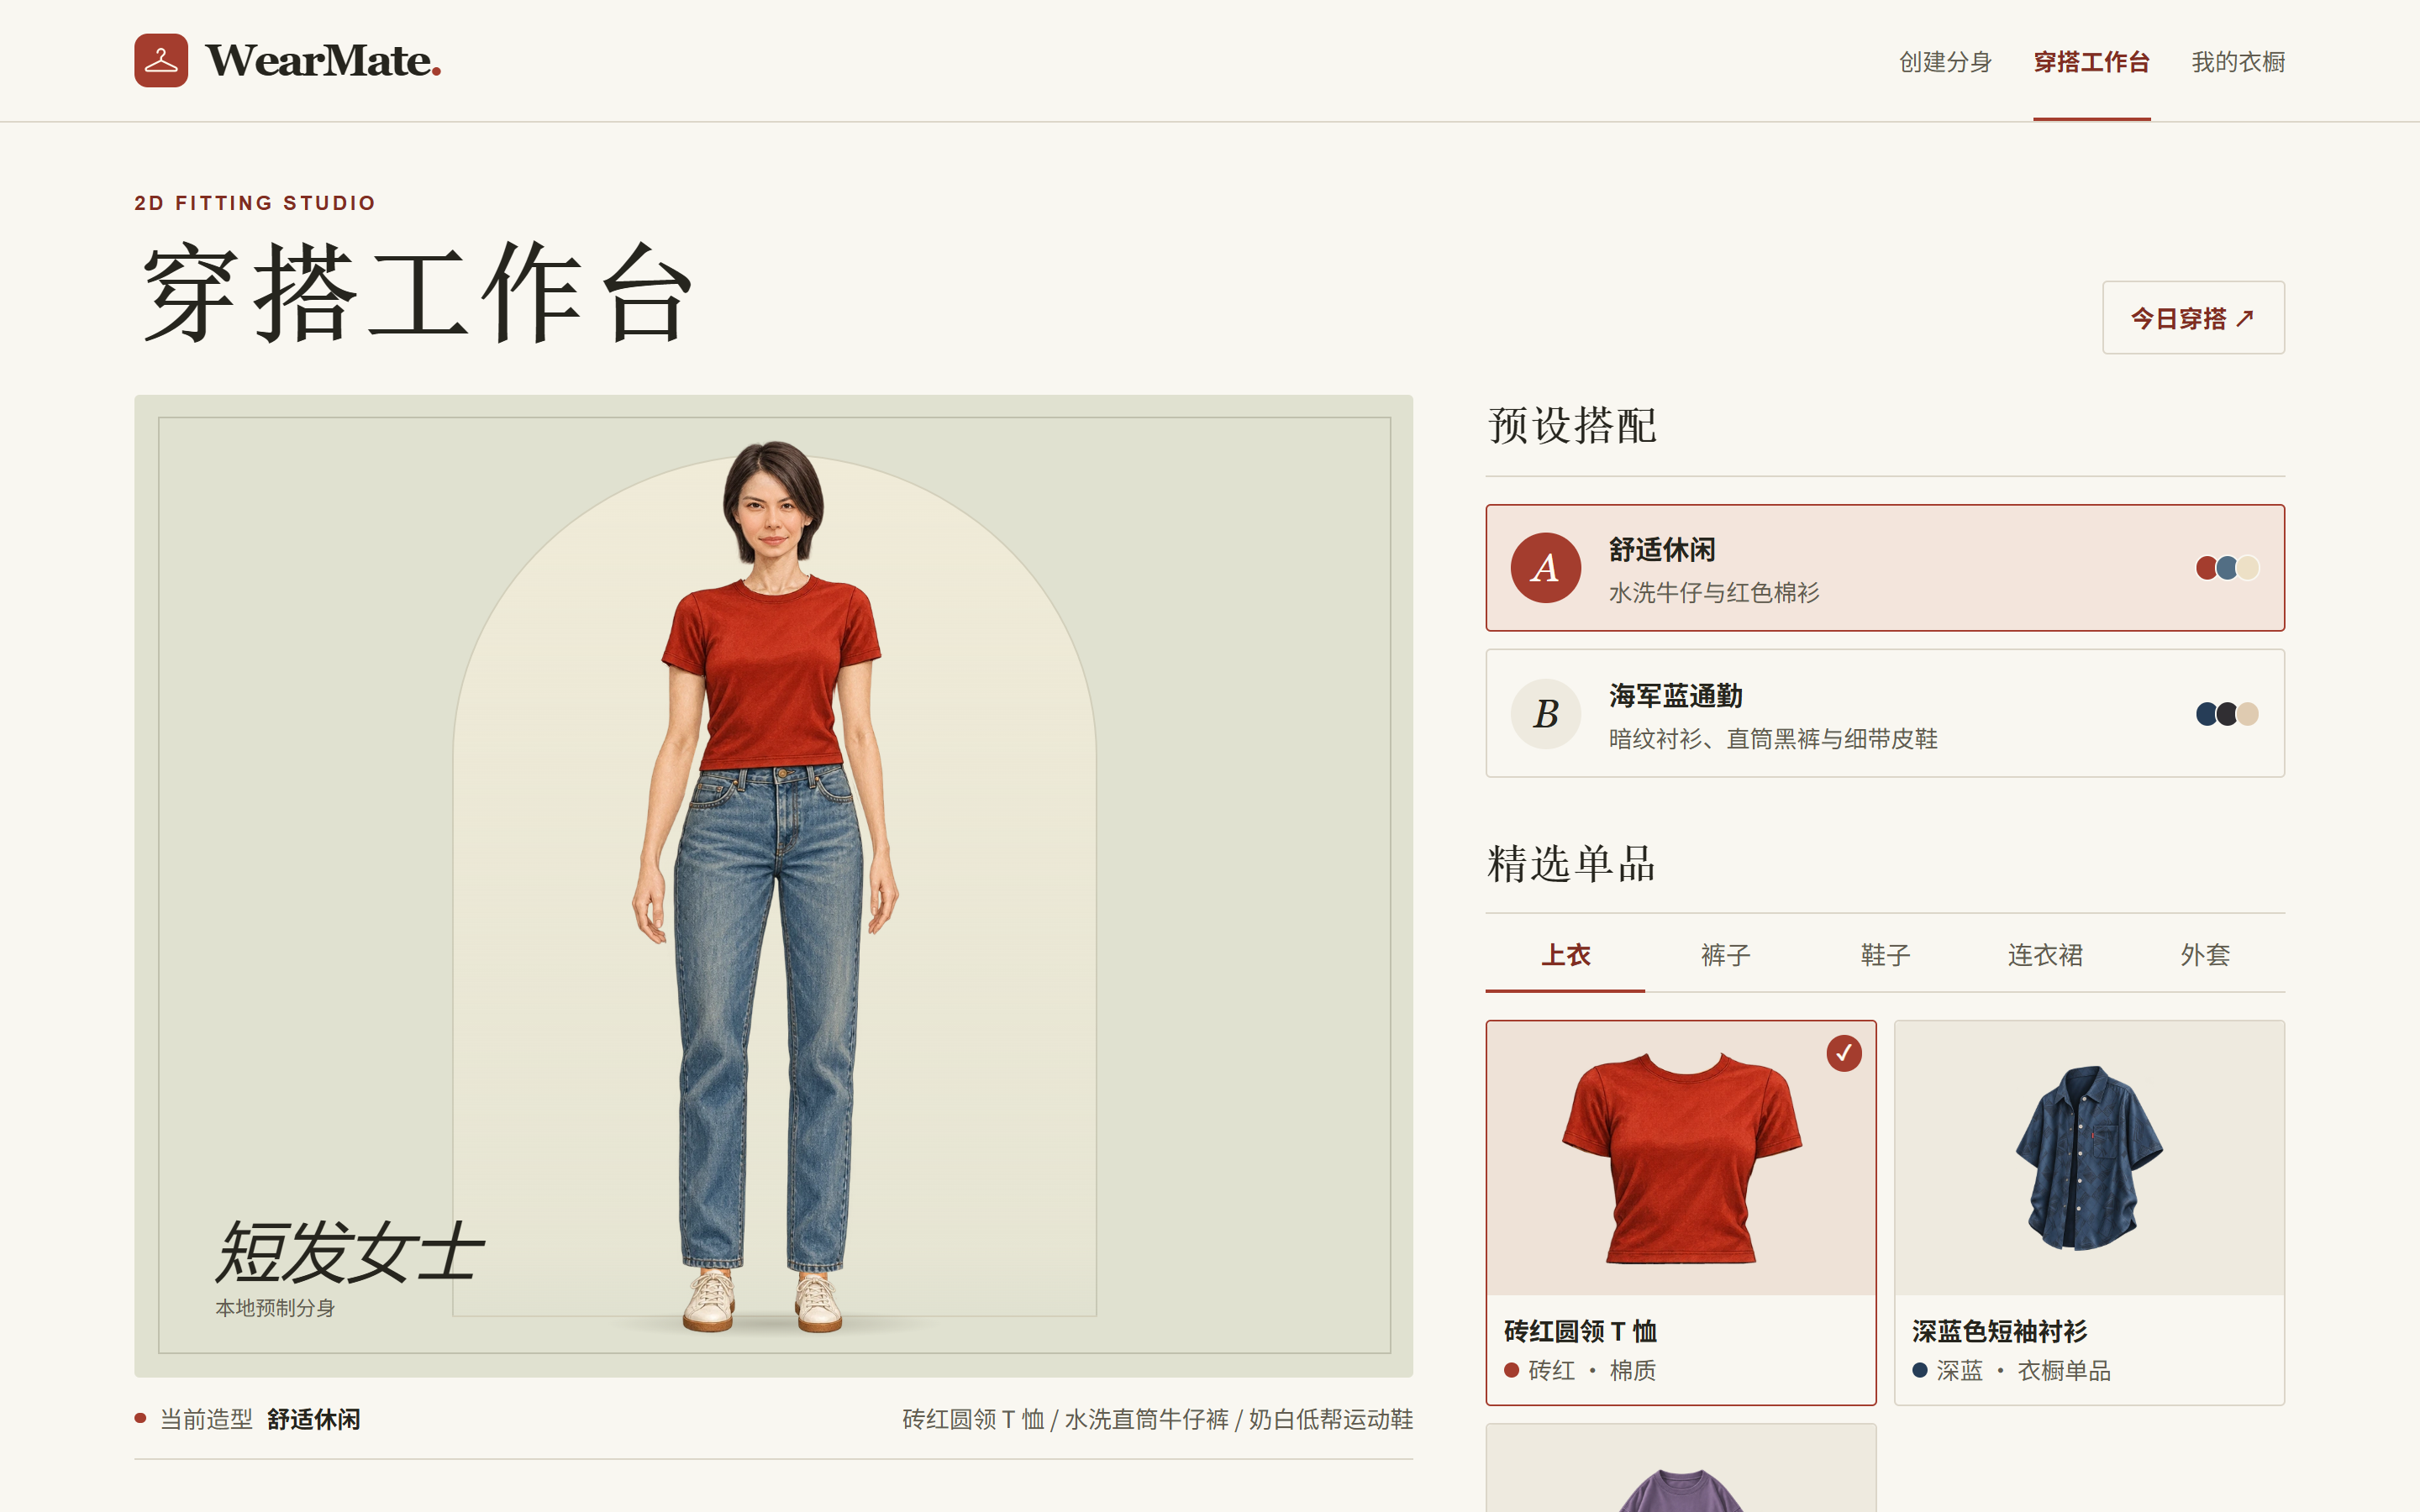 WearMate.
创建分身 穿搭工作台 我的衣橱
2D FITTING STUDIO
穿搭工作台
今日穿搭 ↗
短发女士
本地预制分身
当前造型 舒适休闲
砖红圆领 T 恤 / 水洗直筒牛仔裤 / 奶白低帮运动鞋
预设搭配
A
舒适休闲
水洗牛仔与红色棉衫
B
海军蓝通勤
暗纹衬衫、直筒黑裤与细带皮鞋
精选单品
上衣 裤子 鞋子 连衣裙 外套
砖红圆领 T 恤
砖红 · 棉质
深蓝色短袖衬衫
深蓝 · 衣橱单品